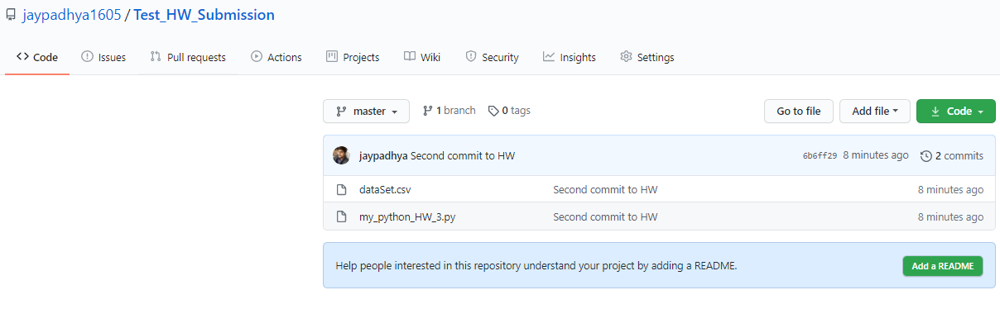 jaypadhya1605 / Test_HW_Submission
Code Issues Pull requests Actions Projects Wiki Security Insights Settings
master 1 branch 0 tags Go to file Add file Code
jaypadhya Second commit to HW 6b6ff29 8 minutes ago 2 commits
dataSet.csv Second commit to HW 8 minutes ago
my_python_HW_3.py Second commit to HW 8 minutes ago
Help people interested in this repository understand your project by adding a README. Add a README